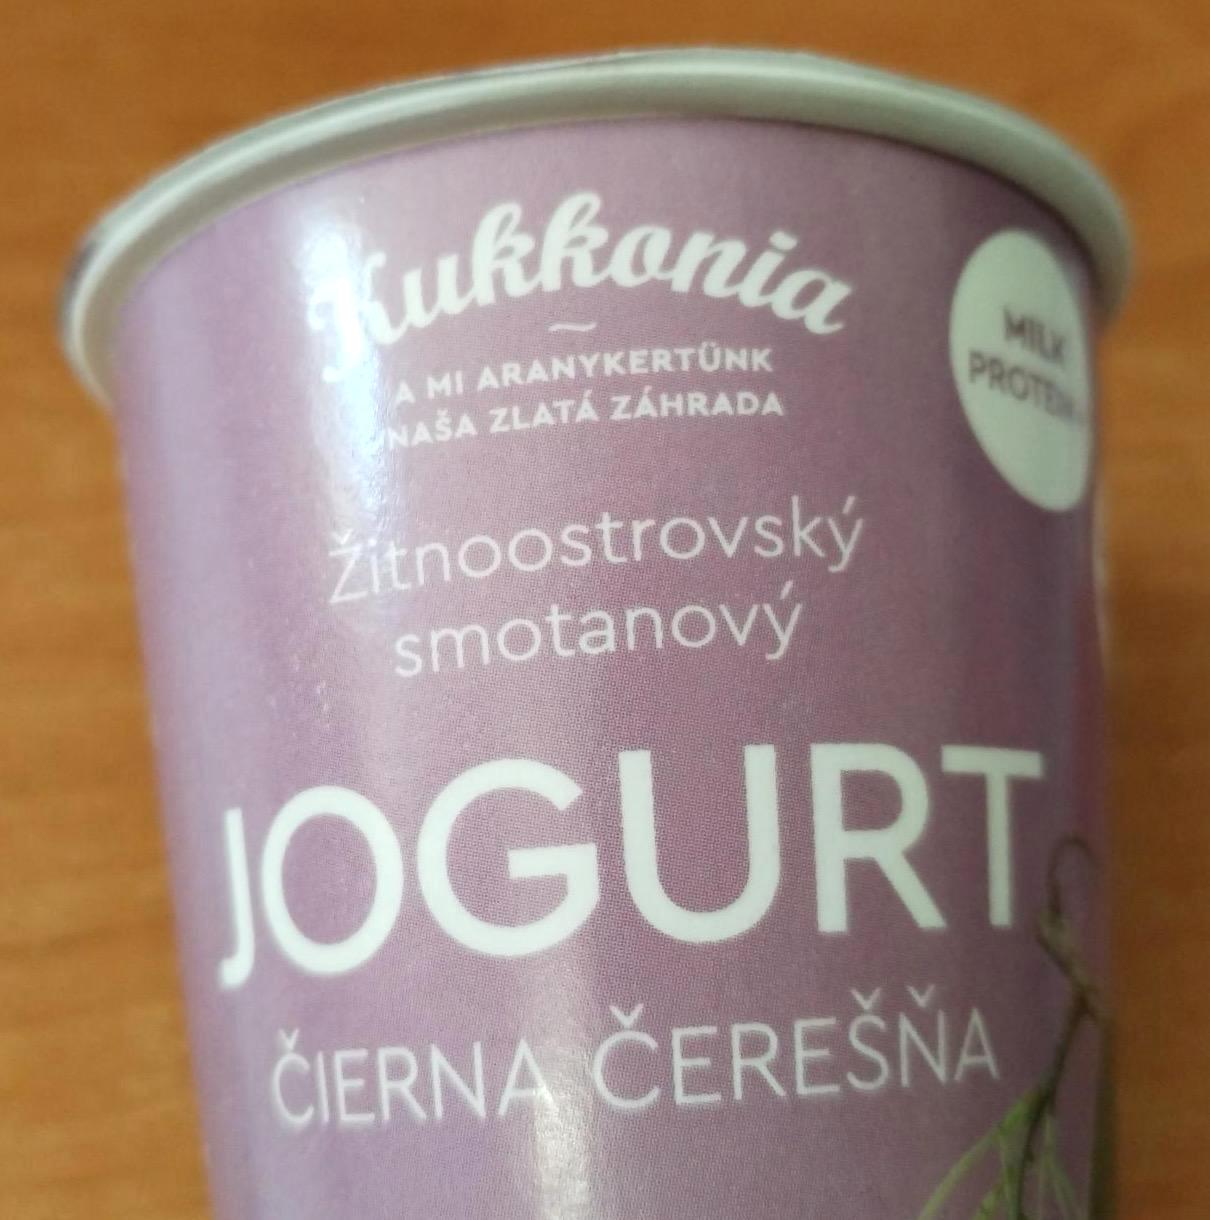 Kukkonia
A MI ARANYKERTÜNK
NAŠA ZLATÁ ZÁHRADA
MILK
PROTEIN
Žitnoostrovský
smotanový
JOGURT
ČIERNA ČEREŠŇA